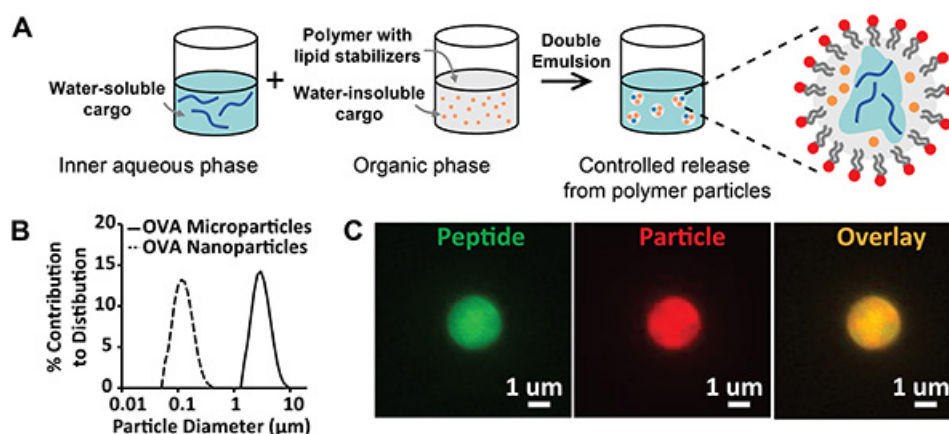 A
Water-soluble
cargo
Inner aqueous phase
+
Polymer with
lipid stabilizers
Water-insoluble
cargo
Organic phase
Double
Emulsion
Controlled release
from polymer particles
B
% Contribution
to Distibution
20
15
10
5
0
OVA Microparticles
OVA Nanoparticles
0.01 0.1 1 10
Particle Diameter (μm)
C
Peptide
1 um
Particle
1 um
Overlay
1 um